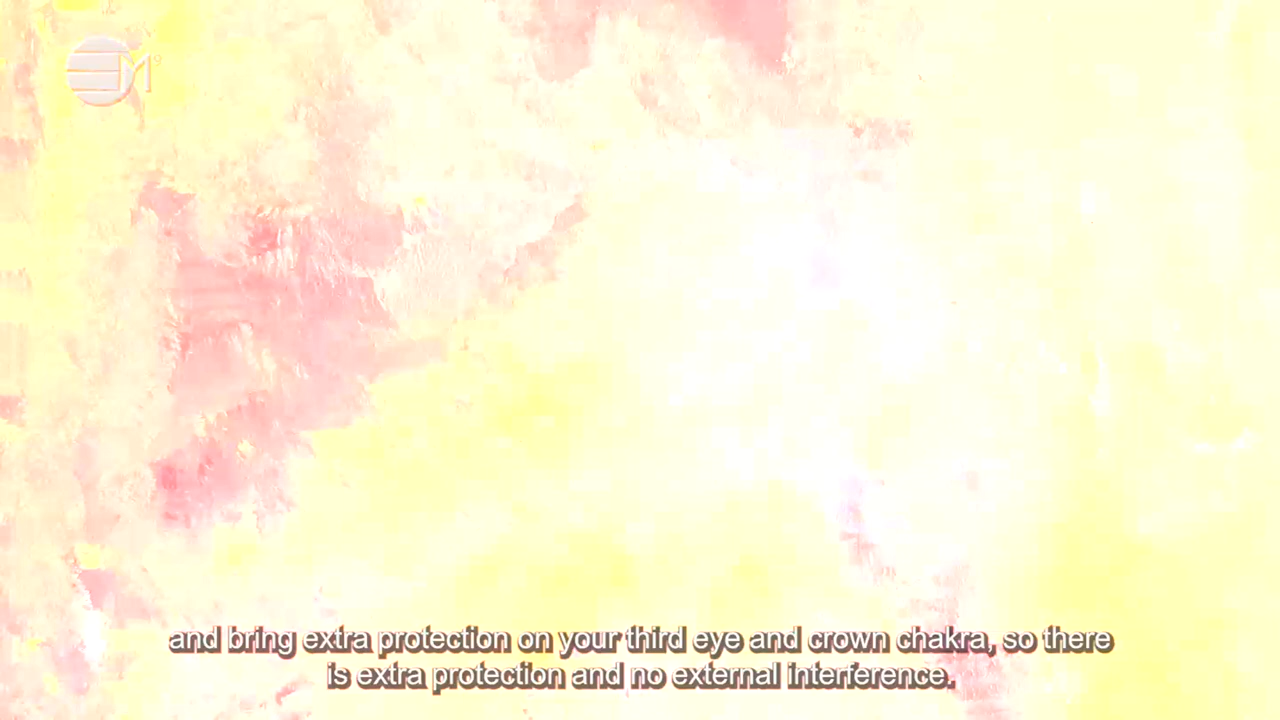 EM
and bring extra protection on your third eye and crown chakra, so there
is extra protection and no external interference.